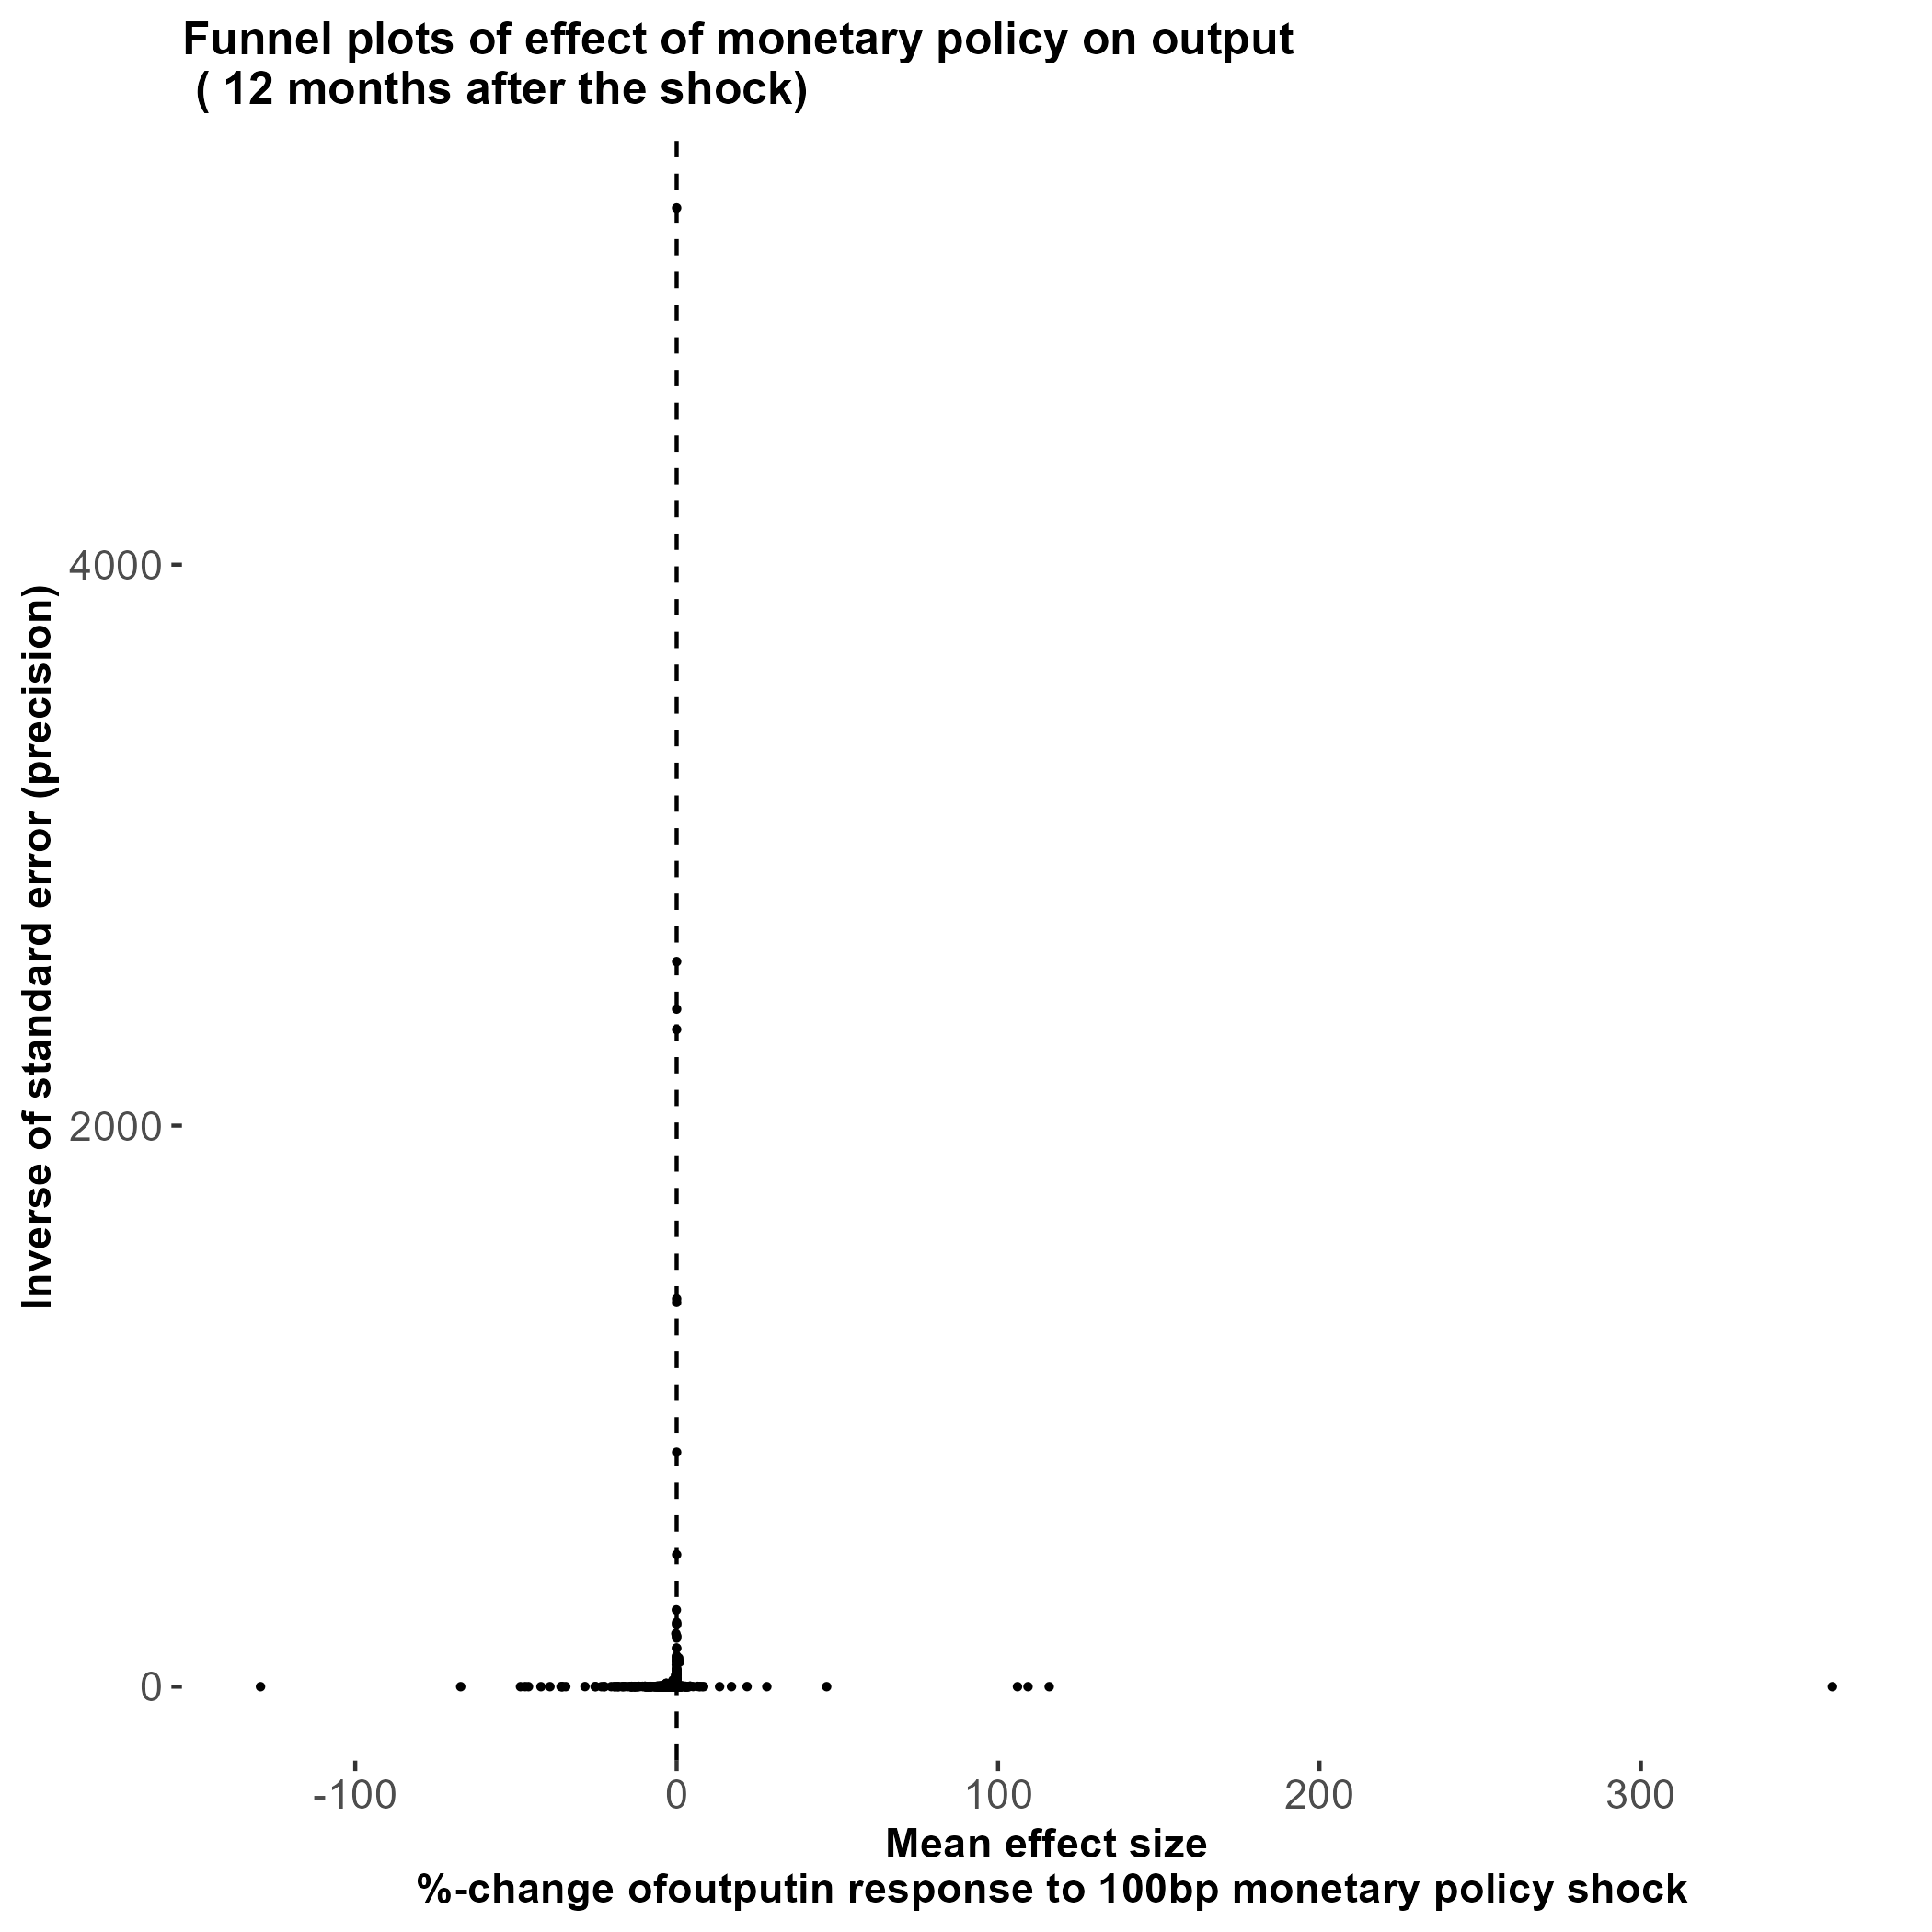 Funnel plots of effect of monetary policy on output
( 12 months after the shock)
Inverse of standard error (precision)
4000
2000
0
-100
0
100
200
300
Mean effect size
%-change ofoutputin response to 100bp monetary policy shock